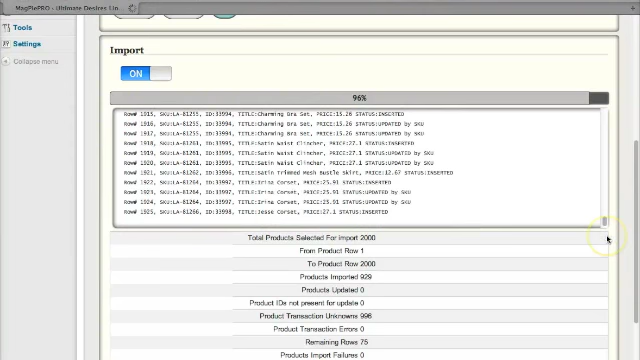 MagPiePRO - Ultimate Desires Lin...
Tools
Settings
Collapse menu
Import
ON
96%
Row# 1915, SKU:LA-81255, ID:33994, TITLE:Charming Bra Set, PRICE:15.26 STATUS:INSERTED
Row# 1916, SKU:LA-81255, ID:33994, TITLE:Charming Bra Set, PRICE:15.26 STATUS:UPDATED by SKU
Row# 1917, SKU:LA-81255, ID:33994, TITLE:Charming Bra Set, PRICE:15.26 STATUS:UPDATED by SKU
Row# 1918, SKU:LA-81261, ID:33995, TITLE:Satin Waist Clincher, PRICE:27.1 STATUS:INSERTED
Row# 1919, SKU:LA-81261, ID:33995, TITLE:Satin Waist Clincher, PRICE:27.1 STATUS:UPDATED by SKU
Row# 1920, SKU:LA-81261, ID:33995, TITLE:Satin Waist Clincher, PRICE:27.1 STATUS:UPDATED by SKU
Row# 1921, SKU:LA-81265, ID:33996, TITLE:Satin Trimmed Mesh Bustle Skirt, PRICE:12.67 STATUS:INSERTED
Row# 1922, SKU:LA-81264, ID:33997, TITLE:Irina Corset, PRICE:25.91 STATUS:INSERTED
Row# 1923, SKU:LA-81264, ID:33997, TITLE:Irina Corset, PRICE:25.91 STATUS:UPDATED by SKU
Row# 1924, SKU:LA-81264, ID:33997, TITLE:Irina Corset, PRICE:25.91 STATUS:UPDATED by SKU
Row# 1925, SKU:LA-81266, ID:33998, TITLE:Jesse Corset, PRICE:27.1 STATUS:INSERTED
Total Products Selected For import 2000
From Product Row 1
To Product Row 2000
Products Imported 929
Products Updated 0
Product IDs not present for update 0
Product Transaction Unknowns 996
Product Transaction Errors 0
Remaining Rows 75
Products Import Failures 0